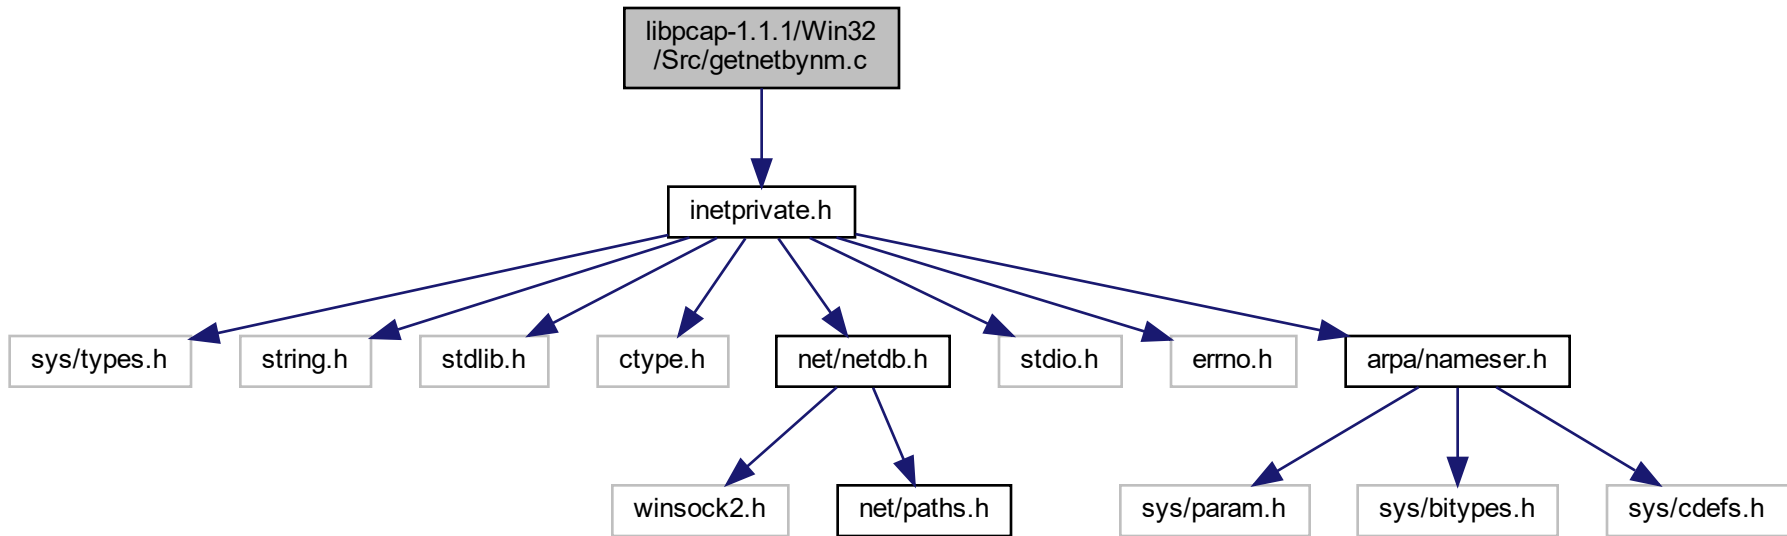 libpcap-1.1.1/Win32
/Src/getnetbynm.c
inetprivate.h
sys/types.h
string.h
stdlib.h
ctype.h
net/netdb.h
stdio.h
errno.h
arpa/nameser.h
winsock2.h
net/paths.h
sys/param.h
sys/bitypes.h
sys/cdefs.h